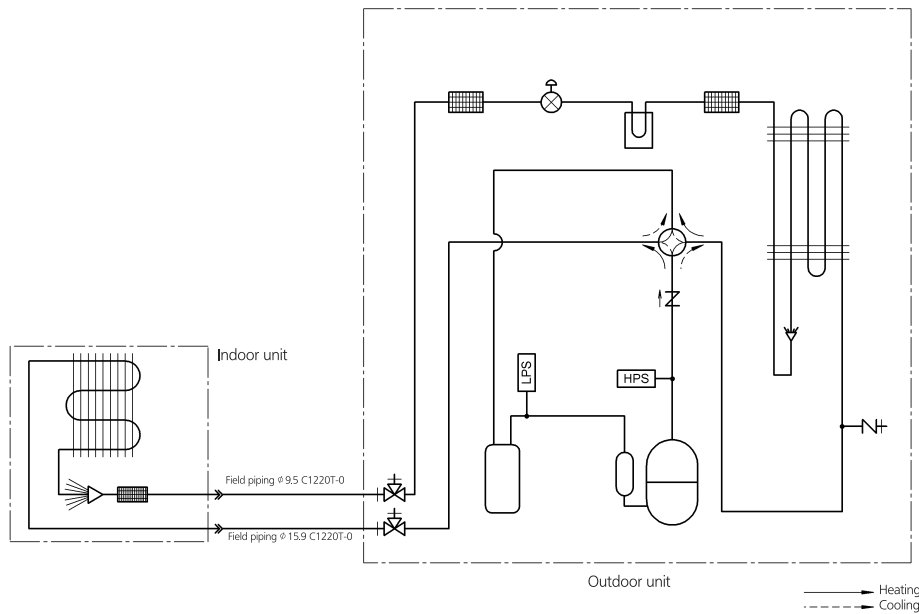 LPS
HPS
Indoor unit
Field piping ø 9.5 C1220T-0
Field piping ø 15.9 C1220T-0
Outdoor unit
Heating
Cooling